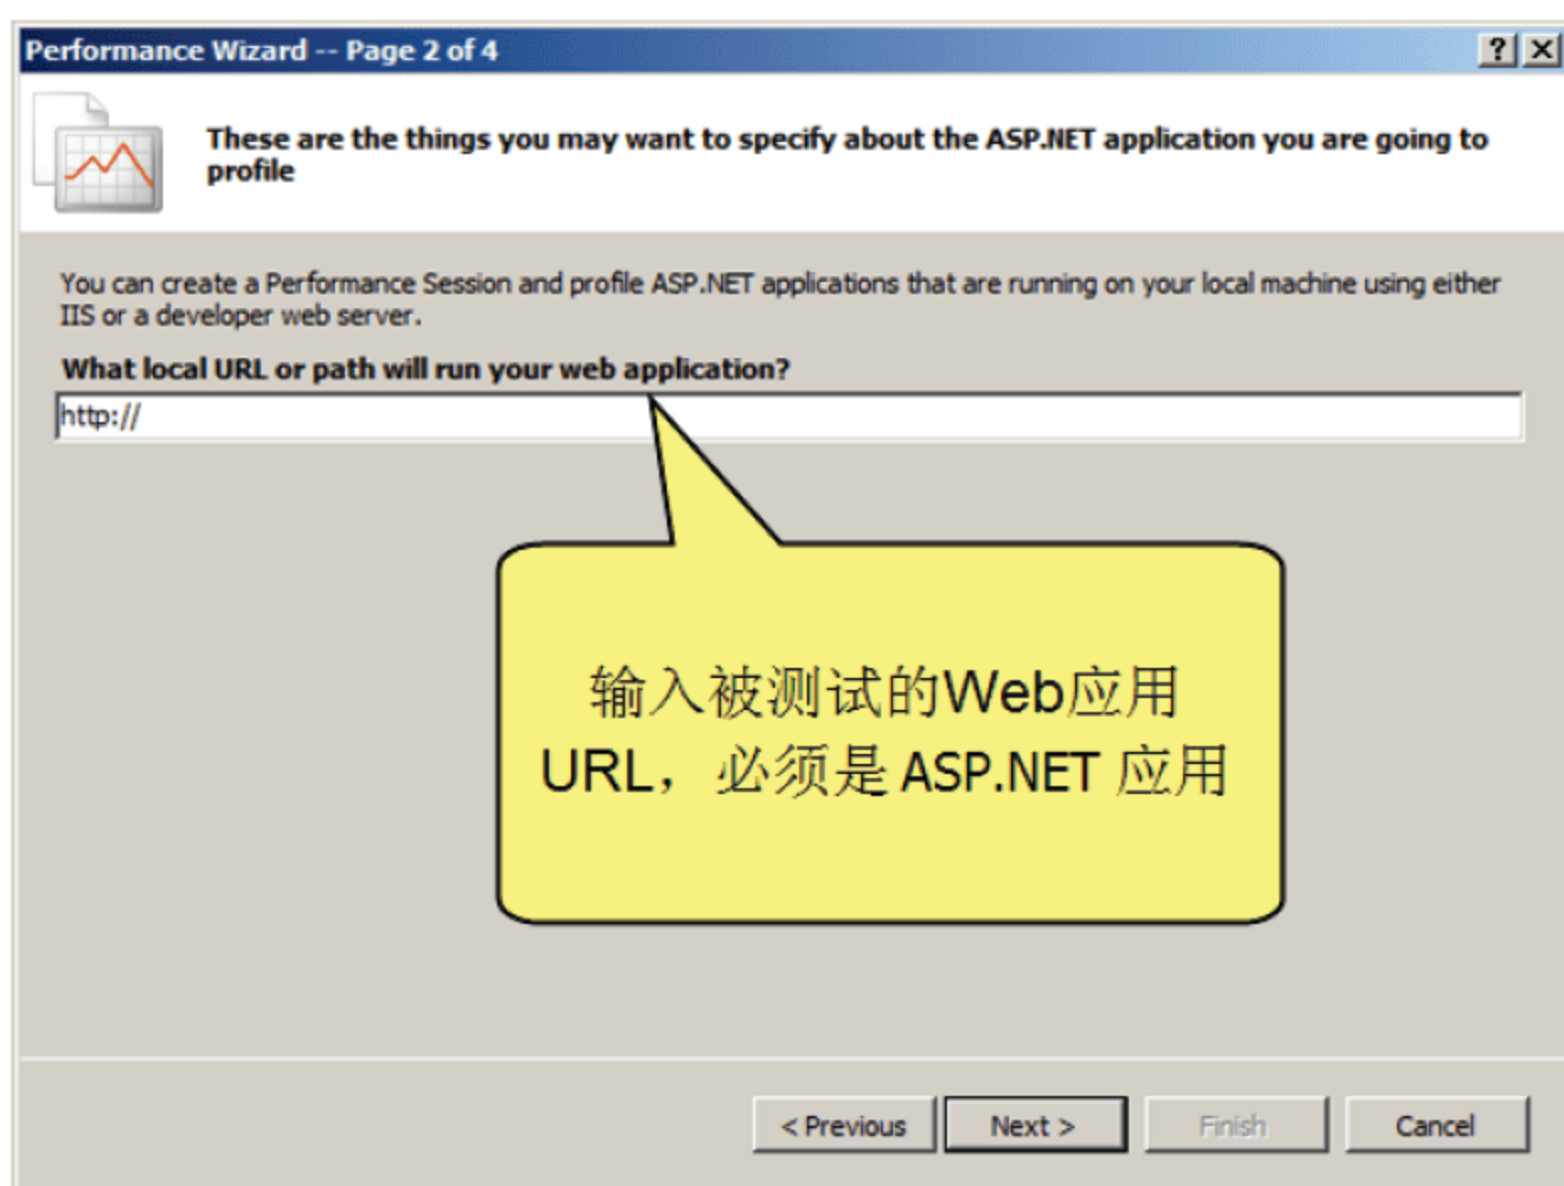 Performance Wizard -- Page 2 of 4
These are the things you may want to specify about the ASP.NET application you are going to
profile
You can create a Performance Session and profile ASP.NET applications that are running on your local machine using either
IIS or a developer web server.
What local URL or path will run your web application?
http://
输入被测试的Web应用
URL，必须是 ASP.NET 应用
< Previous
Next >
Finish
Cancel